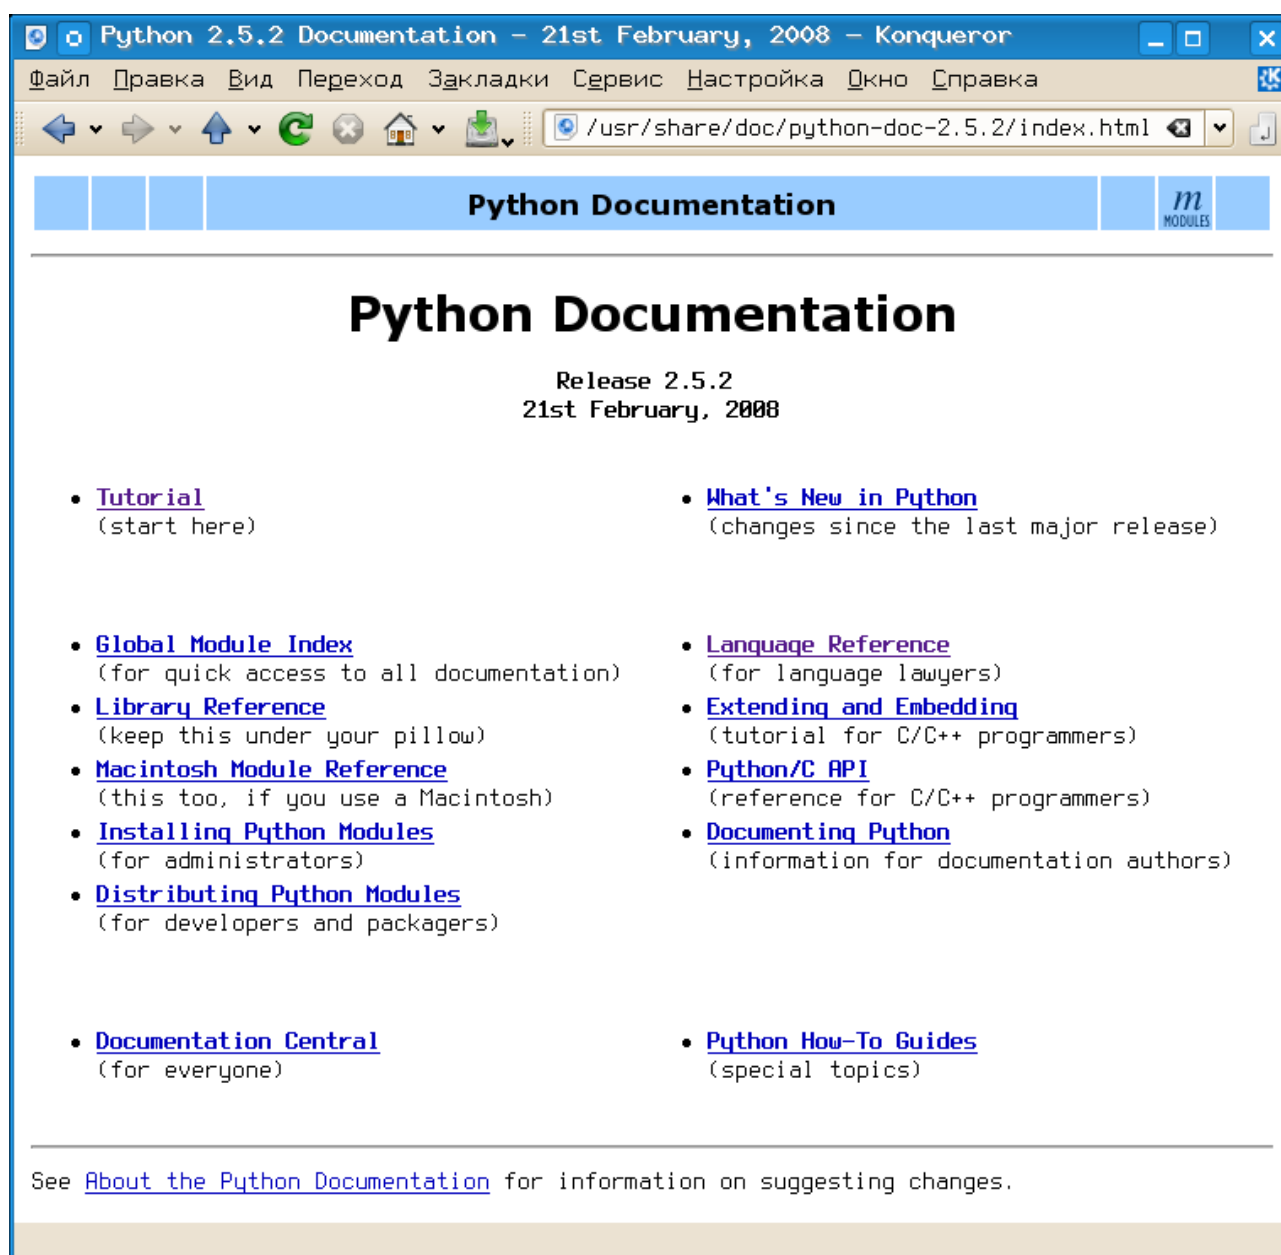 Python 2.5.2 Documentation – 21st February, 2008 – Konqueror
Файл Правка Вид Переход Закладки Сервис Настройка Окно Справка
/usr/share/doc/python-doc-2.5.2/index.html
Python Documentation
m
MODULES
Python Documentation
Release 2.5.2
21st February, 2008
• Tutorial
(start here)
• What's New in Python
(changes since the last major release)
• Global Module Index
(for quick access to all documentation)
• Library Reference
(keep this under your pillow)
• Macintosh Module Reference
(this too, if you use a Macintosh)
• Installing Python Modules
(for administrators)
• Distributing Python Modules
(for developers and packagers)
• Language Reference
(for language lawyers)
• Extending and Embedding
(tutorial for C/C++ programmers)
• Python/C API
(reference for C/C++ programmers)
• Documenting Python
(information for documentation authors)
• Documentation Central
(for everyone)
• Python How-To Guides
(special topics)
See About the Python Documentation for information on suggesting changes.